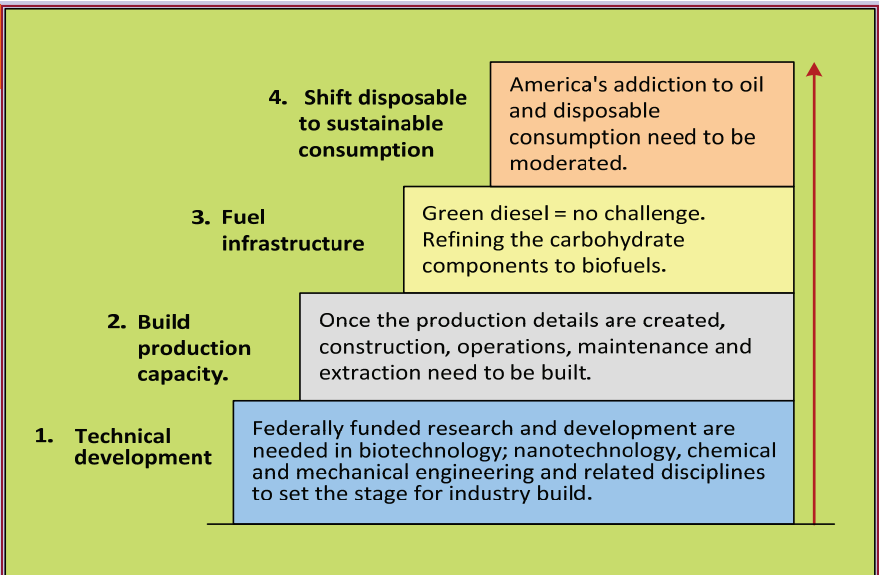 4. Shift disposable
to sustainable
consumption
America's addiction to oil
and disposable
consumption need to be
moderated.
3. Fuel
infrastructure
Green diesel = no challenge.
Refining the carbohydrate
components to biofuels.
2. Build
production
capacity.
Once the production details are created,
construction, operations, maintenance and
extraction need to be built.
1. Technical
development
Federally funded research and development are
needed in biotechnology; nanotechnology, chemical
and mechanical engineering and related disciplines
to set the stage for industry build.